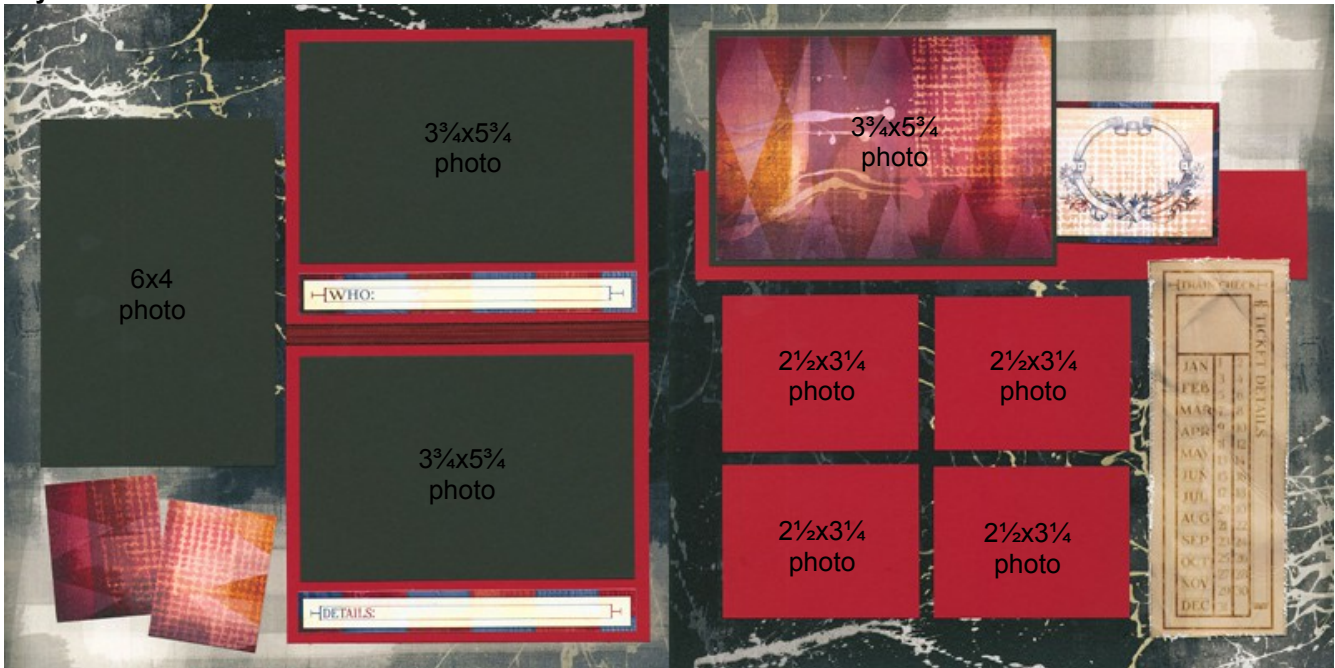 6x4
photo
3¾x5¾
photo
WHO:
3¾x5¾
photo
DETAILS:
3¾x5¾
photo
2½x3¼
photo
2½x3¼
photo
2½x3¼
photo
2½x3¼
photo
TRAIN CHECK
TICKET DETAILS
JAN
FEB
MAR
APR
MAY
JUN
JUL
AUG
SEP
OCT
NOV
DEC